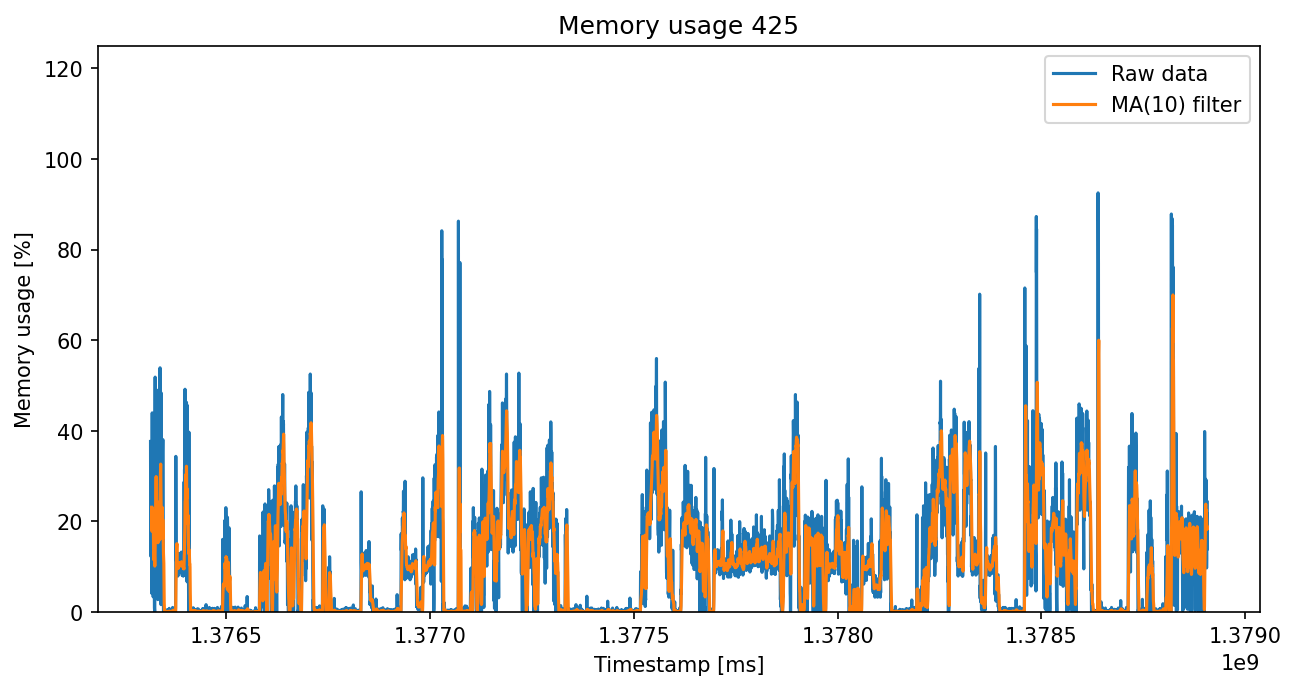 Memory usage 425
Raw data
MA(10) filter
Memory usage [%]
120
100
80
60
40
20
0
1.3765 1.3770 1.3775 1.3780 1.3785 1.3790
1e9
Timestamp [ms]